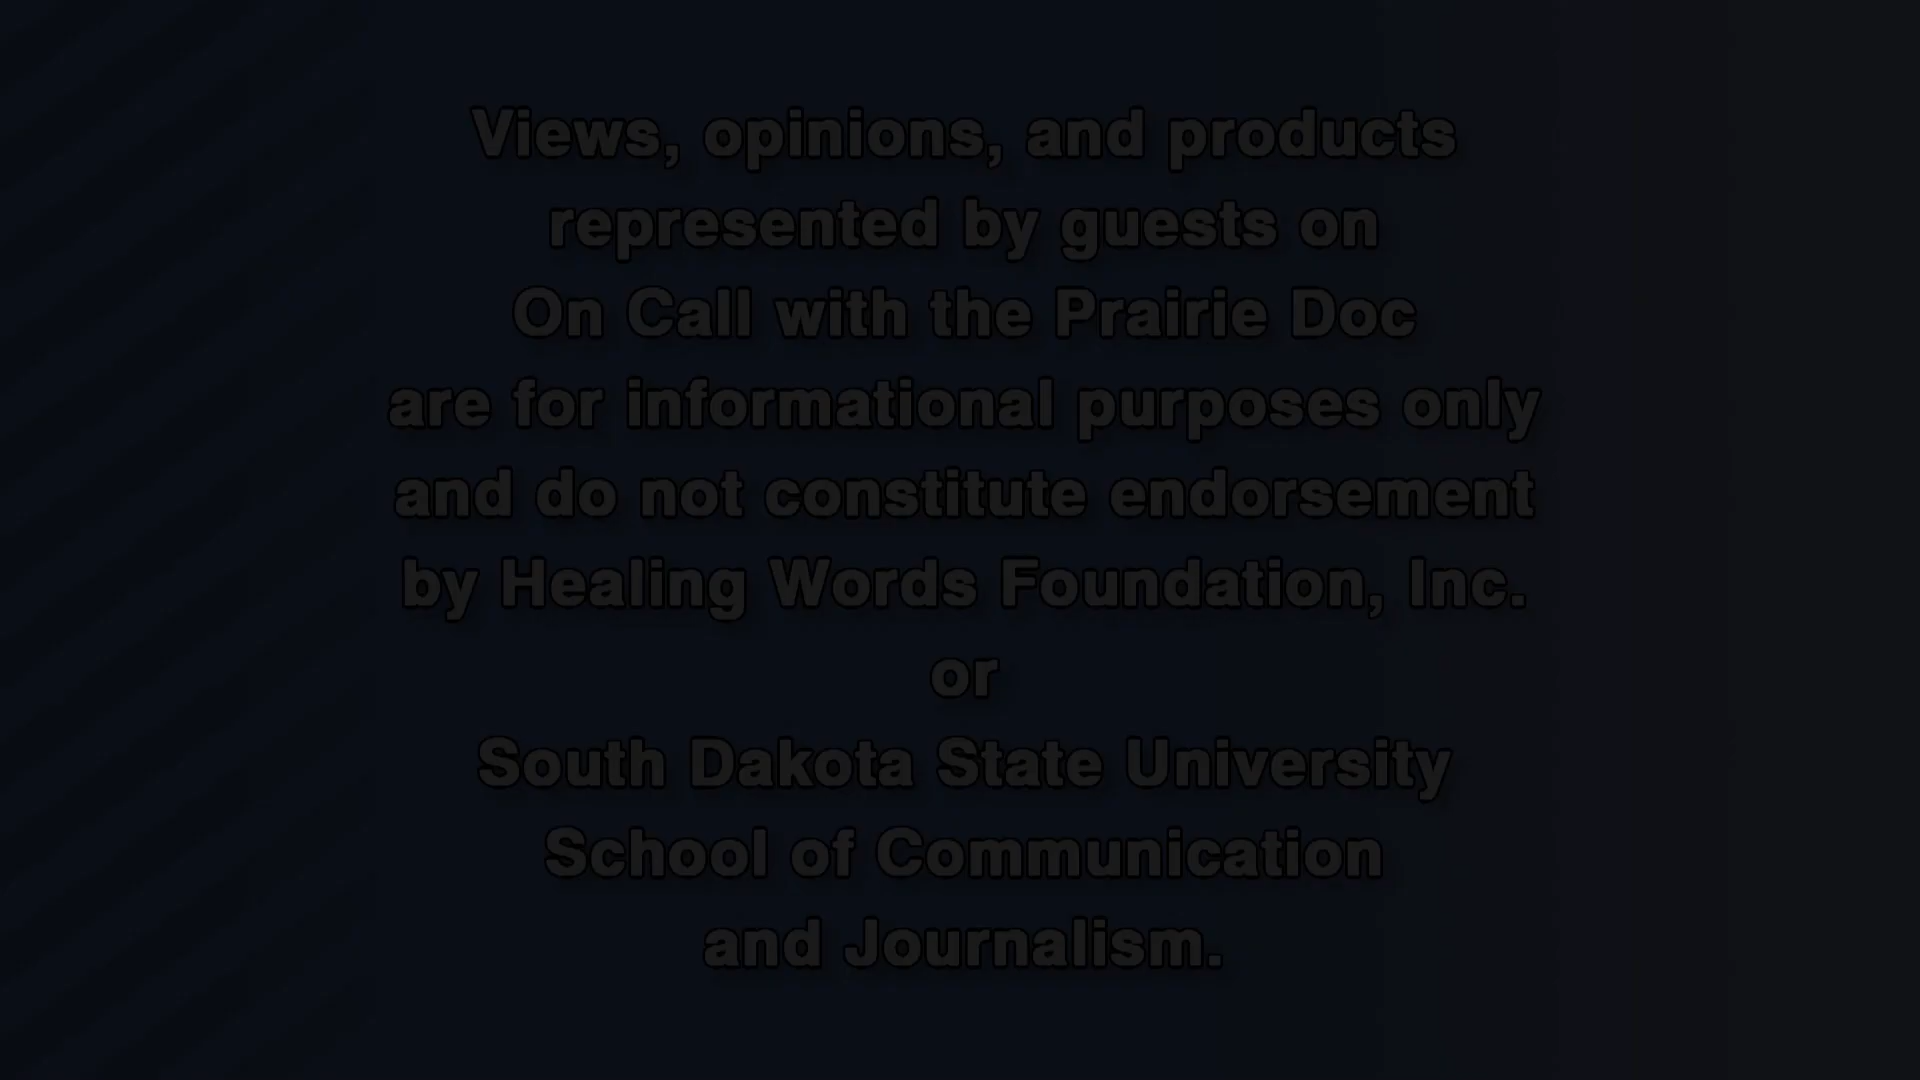 Views, opinions, and products
represented by guests on
On Call with the Prairie Doc
are for informational purposes only
and do not constitute endorsement
by Healing Words Foundation, Inc.
or
South Dakota State University
School of Communication
and Journalism.